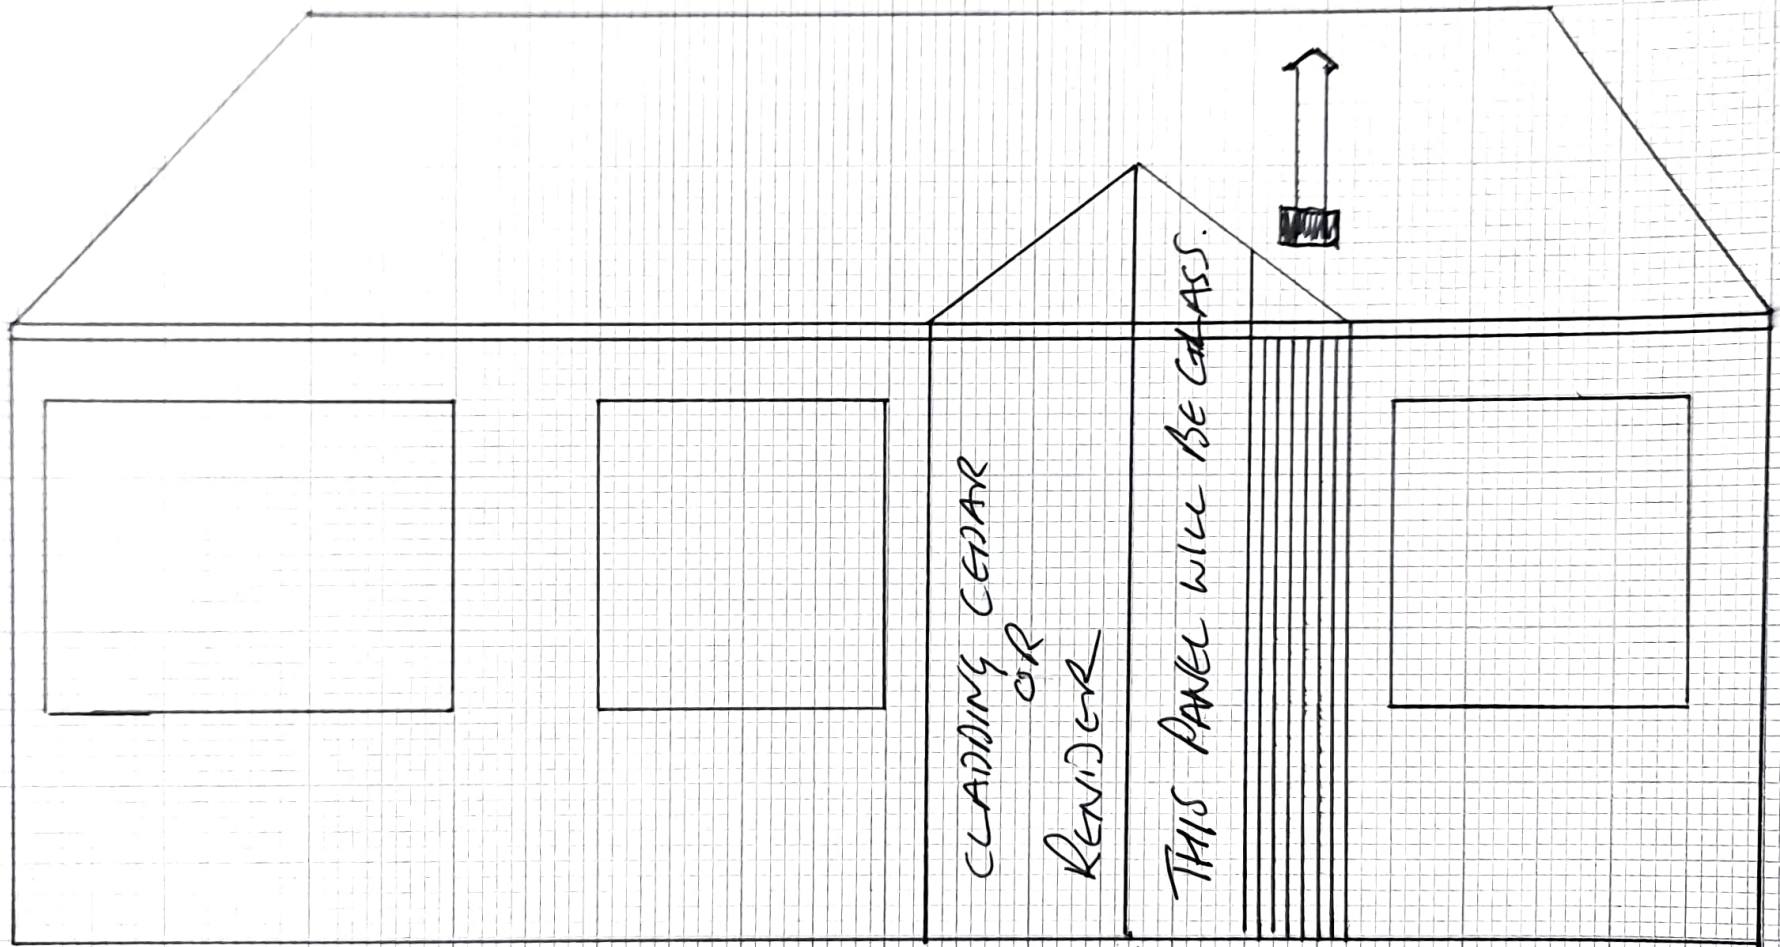 CLADDING CEDAR
OR
RENDER
THIS PANEL WILL BE GLASS.